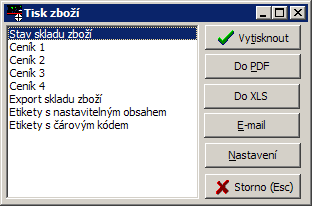 Tisk zboží
Stav skladu zboží
Ceník 1
Ceník 2
Ceník 3
Ceník 4
Export skladu zboží
Etikety s nastavitelným obsahem
Etikety s čárovým kódem
Vytisknout
Do PDF
Do XLS
E-mail
Nastavení
Storno (Esc)